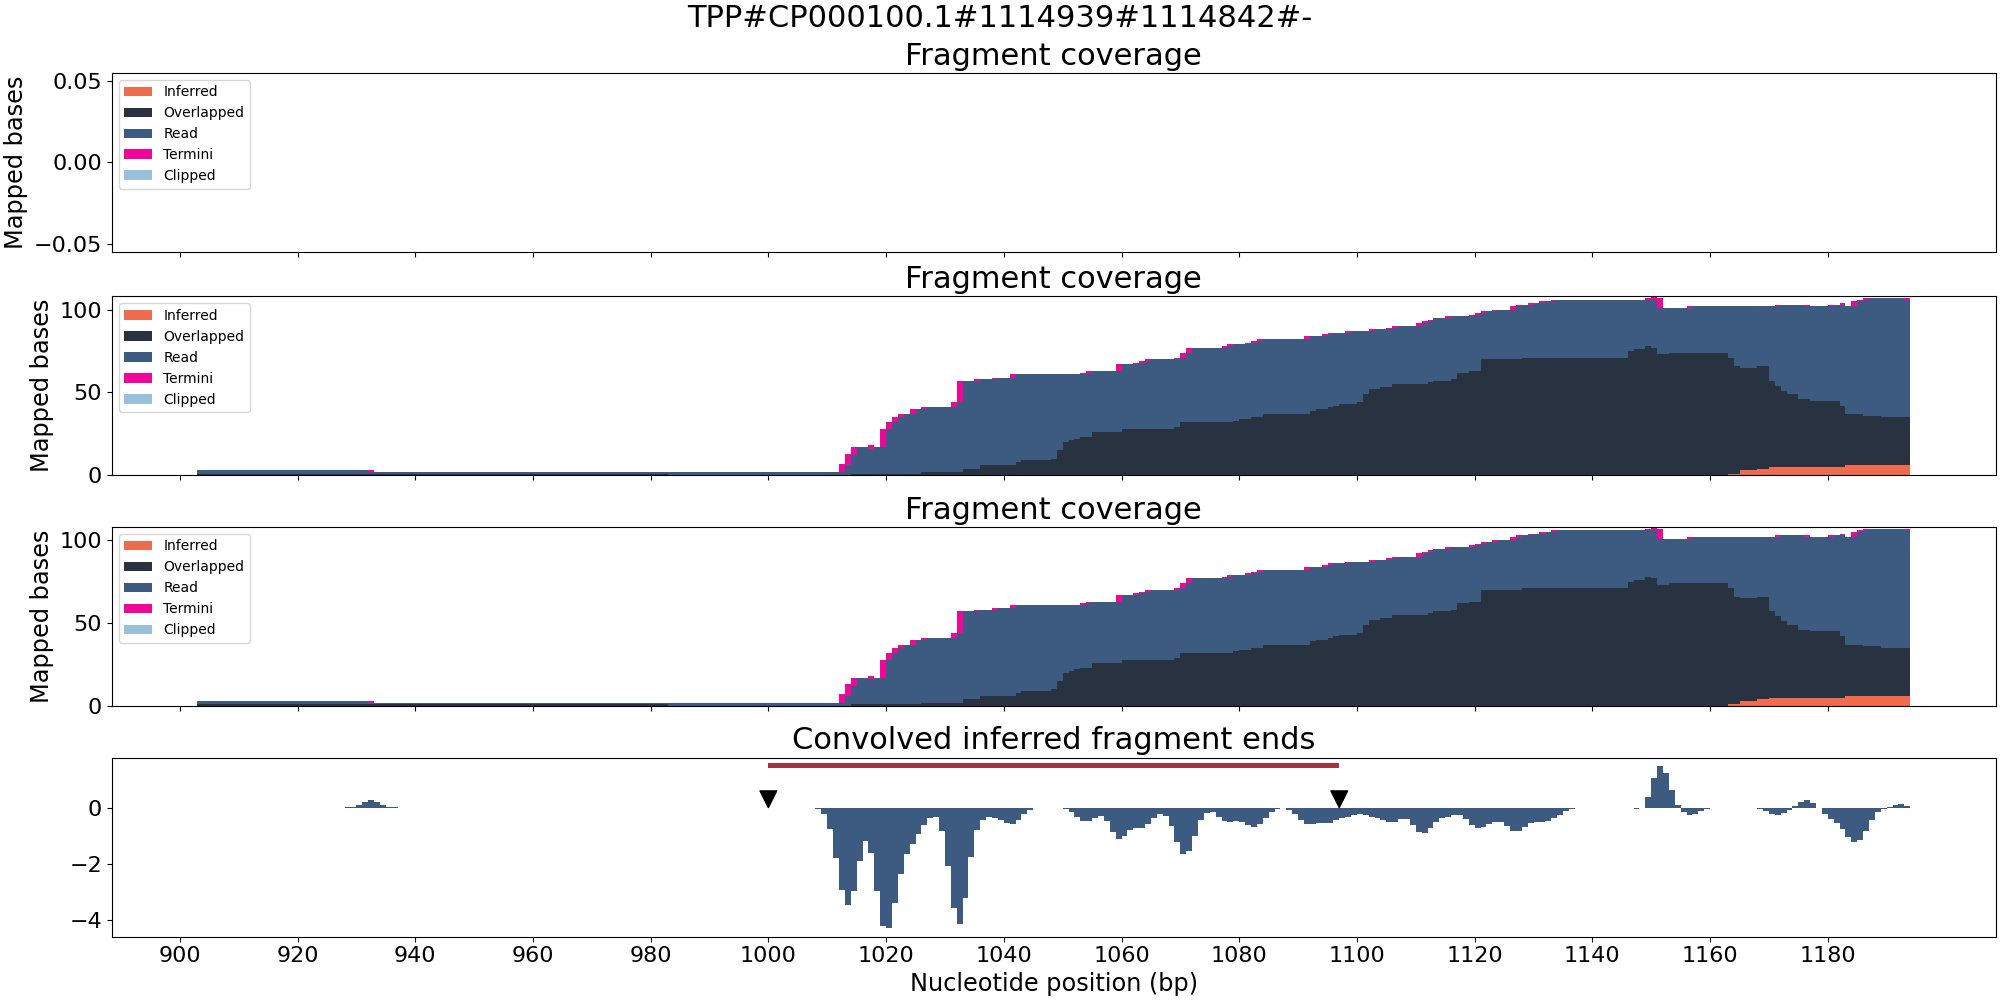 TPP#CP000100.1#1114939#1114842#-
Fragment coverage
Mapped bases
0.05
0.00
−0.05
Inferred
Overlapped
Read
Termini
Clipped
Fragment coverage
Mapped bases
100
50
0
Inferred
Overlapped
Read
Termini
Clipped
Fragment coverage
Mapped bases
100
50
0
Inferred
Overlapped
Read
Termini
Clipped
Convolved inferred fragment ends
0
−2
−4
900 920 940 960 980 1000 1020 1040 1060 1080 1100 1120 1140 1160 1180
Nucleotide position (bp)